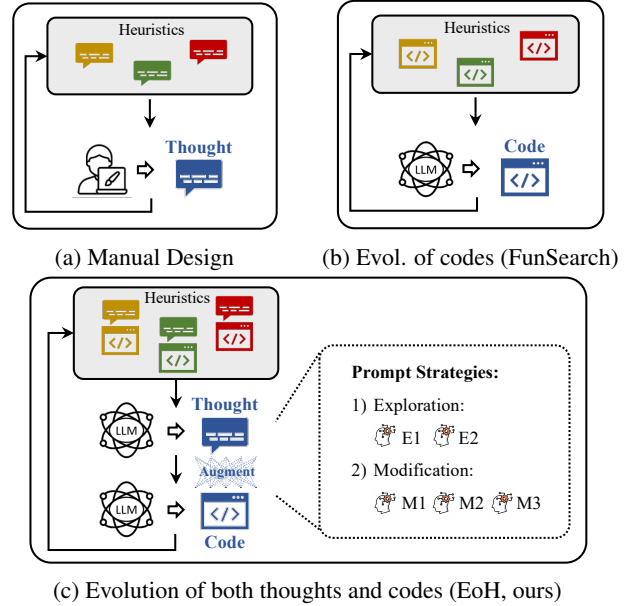 Heuristics
Thought
(a) Manual Design
Heuristics
</>
</>
</>
LLM
Code
</>
(b) Evol. of codes (FunSearch)
Heuristics
</>
</>
</>
LLM
Thought
Augment
LLM
</>
Code
Prompt Strategies:
1) Exploration:
E1 E2
2) Modification:
M1 M2 M3
(c) Evolution of both thoughts and codes (EoH, ours)